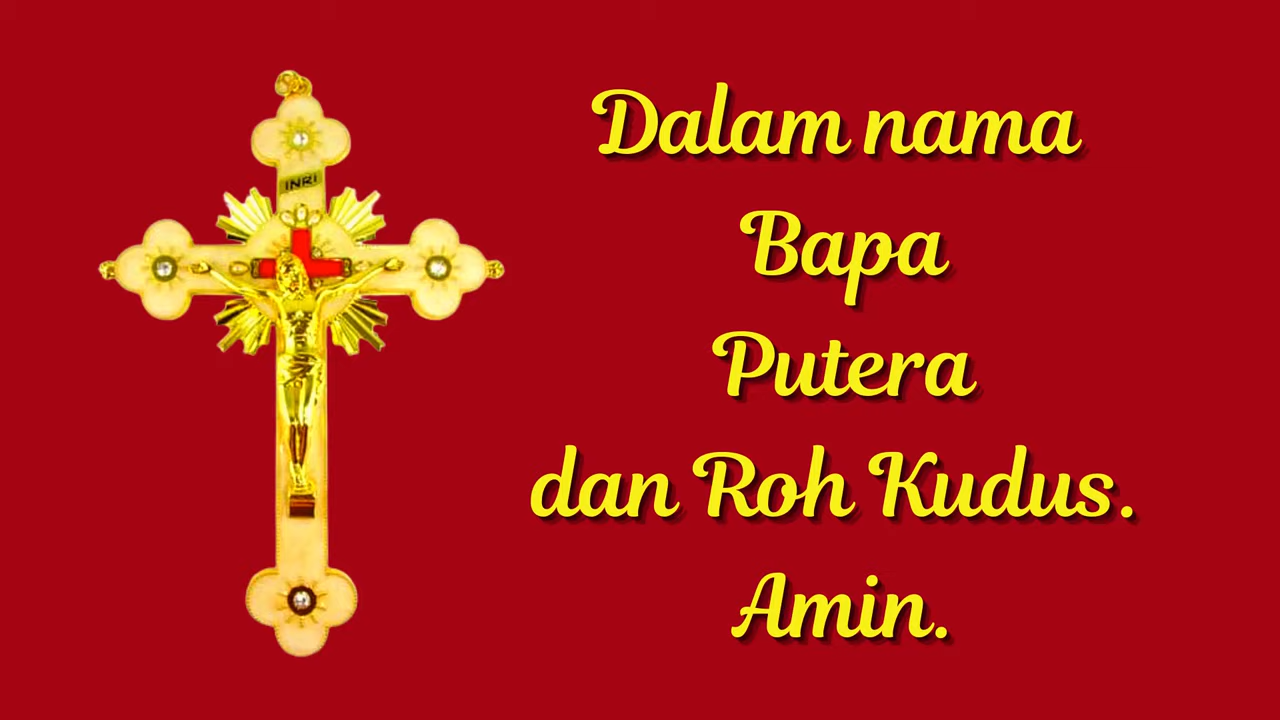 INRI
Dalam nama
Bapa
Putera
dan Roh Kudus.
Amin.